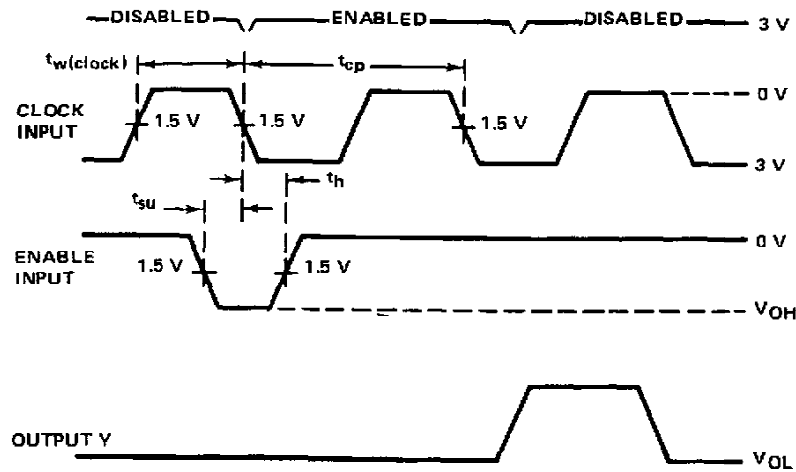 DISABLED ENABLED DISABLED 3 V
tw(clock) tcp
0 V
CLOCK INPUT 1.5 V 1.5 V 1.5 V
3 V
th
tsu
0 V
ENABLE INPUT 1.5 V 1.5 V
VOH
OUTPUT Y
VOL